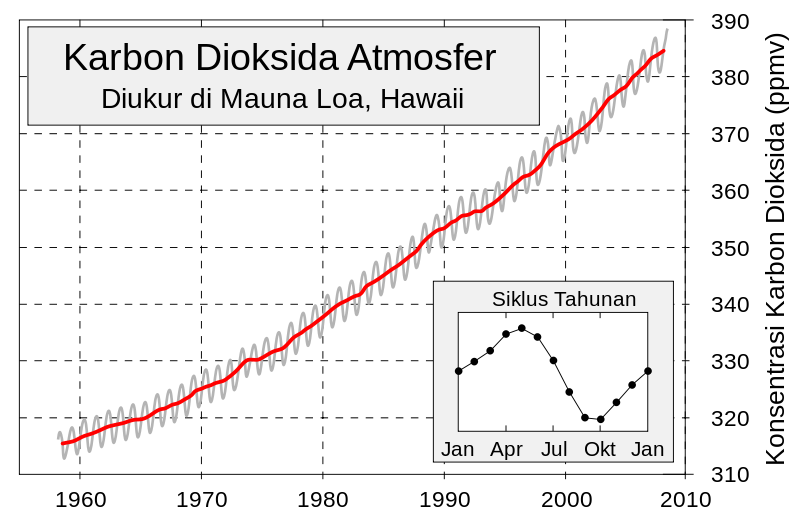 Karbon Dioksida Atmosfer
Diukur di Mauna Loa, Hawaii
390
380
370
360
350
340
330
320
310
Konsentrasi Karbon Dioksida (ppmv)
Siklus Tahunan
Jan Apr Jul Okt Jan
1960 1970 1980 1990 2000 2010